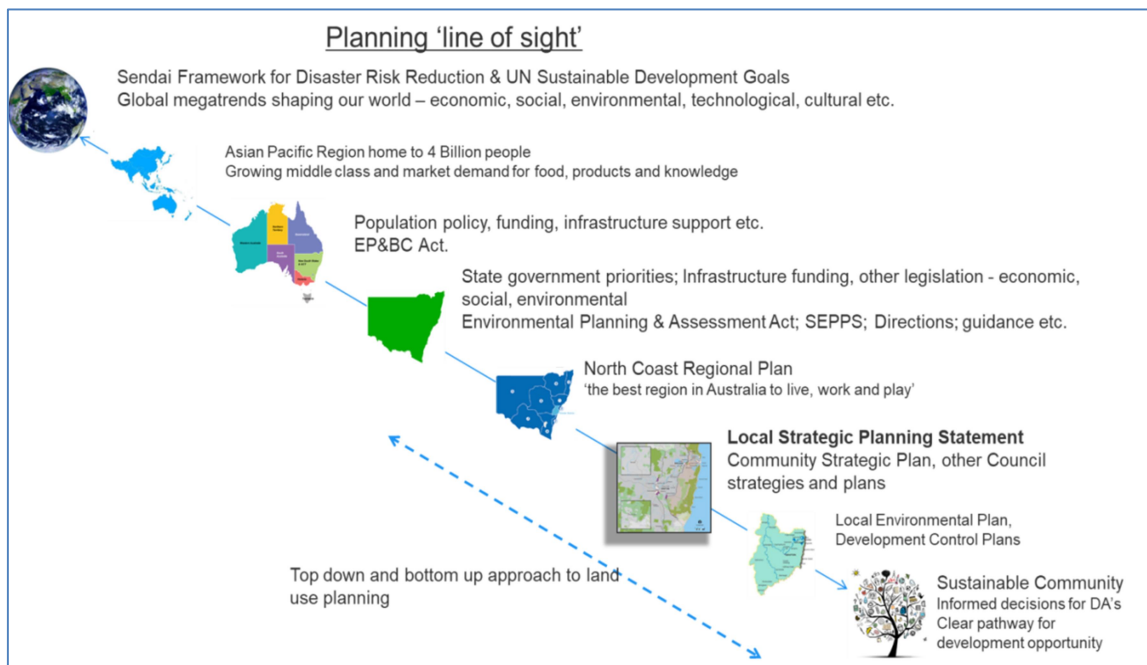 Planning ‘line of sight’
Sendai Framework for Disaster Risk Reduction & UN Sustainable Development Goals
Global megatrends shaping our world – economic, social, environmental, technological, cultural etc.
Asian Pacific Region home to 4 Billion people
Growing middle class and market demand for food, products and knowledge
Population policy, funding, infrastructure support etc.
EP&BC Act.
State government priorities; Infrastructure funding, other legislation - economic,
social, environmental
Environmental Planning & Assessment Act; SEPPS; Directions; guidance etc.
North Coast Regional Plan
‘the best region in Australia to live, work and play’
Local Strategic Planning Statement
Community Strategic Plan, other Council
strategies and plans
Local Environmental Plan,
Development Control Plans
Top down and bottom up approach to land
use planning
Sustainable Community
Informed decisions for DA’s
Clear pathway for
development opportunity